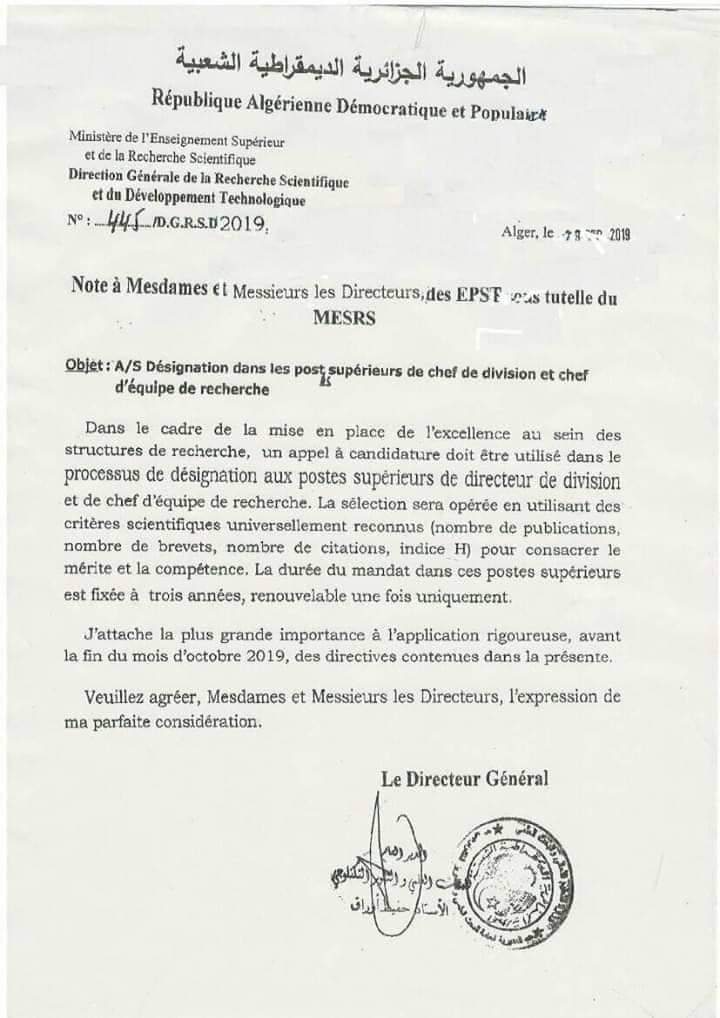 الجمهورية الجزائرية الديمقراطية الشعبية
République Algérienne Démocratique et Populaire
Ministère de l'Enseignement Supérieur
et de la Recherche Scientifique
Direction Générale de la Recherche Scientifique
et du Développement Technologique
N° : 445/D.G.R.S.D 2019.
Alger, le 2019
Note à Mesdames et Messieurs les Directeurs, des EPST sous tutelle du
MESRS
Objet : A/S Désignation dans les postes supérieurs de chef de division et chef
d'équipe de recherche
Dans le cadre de la mise en place de l'excellence au sein des
structures de recherche, un appel à candidature doit être utilisé dans le
processus de désignation aux postes supérieurs de directeur de division
et de chef d'équipe de recherche. La sélection sera opérée en utilisant des
critères scientifiques universellement reconnus (nombre de publications,
nombre de brevets, nombre de citations, indice H) pour consacrer le
mérite et la compétence. La durée du mandat dans ces postes supérieurs
est fixée à trois années, renouvelable une fois uniquement.
J'attache la plus grande importance à l'application rigoureuse, avant
la fin du mois d'octobre 2019, des directives contenues dans la présente.
Veuillez agréer, Mesdames et Messieurs les Directeurs, l'expression de
ma parfaite considération.
Le Directeur Général
المدير العام
العلمي و التطوير التكنولوجي
الأستاذ حفيظ أوراق